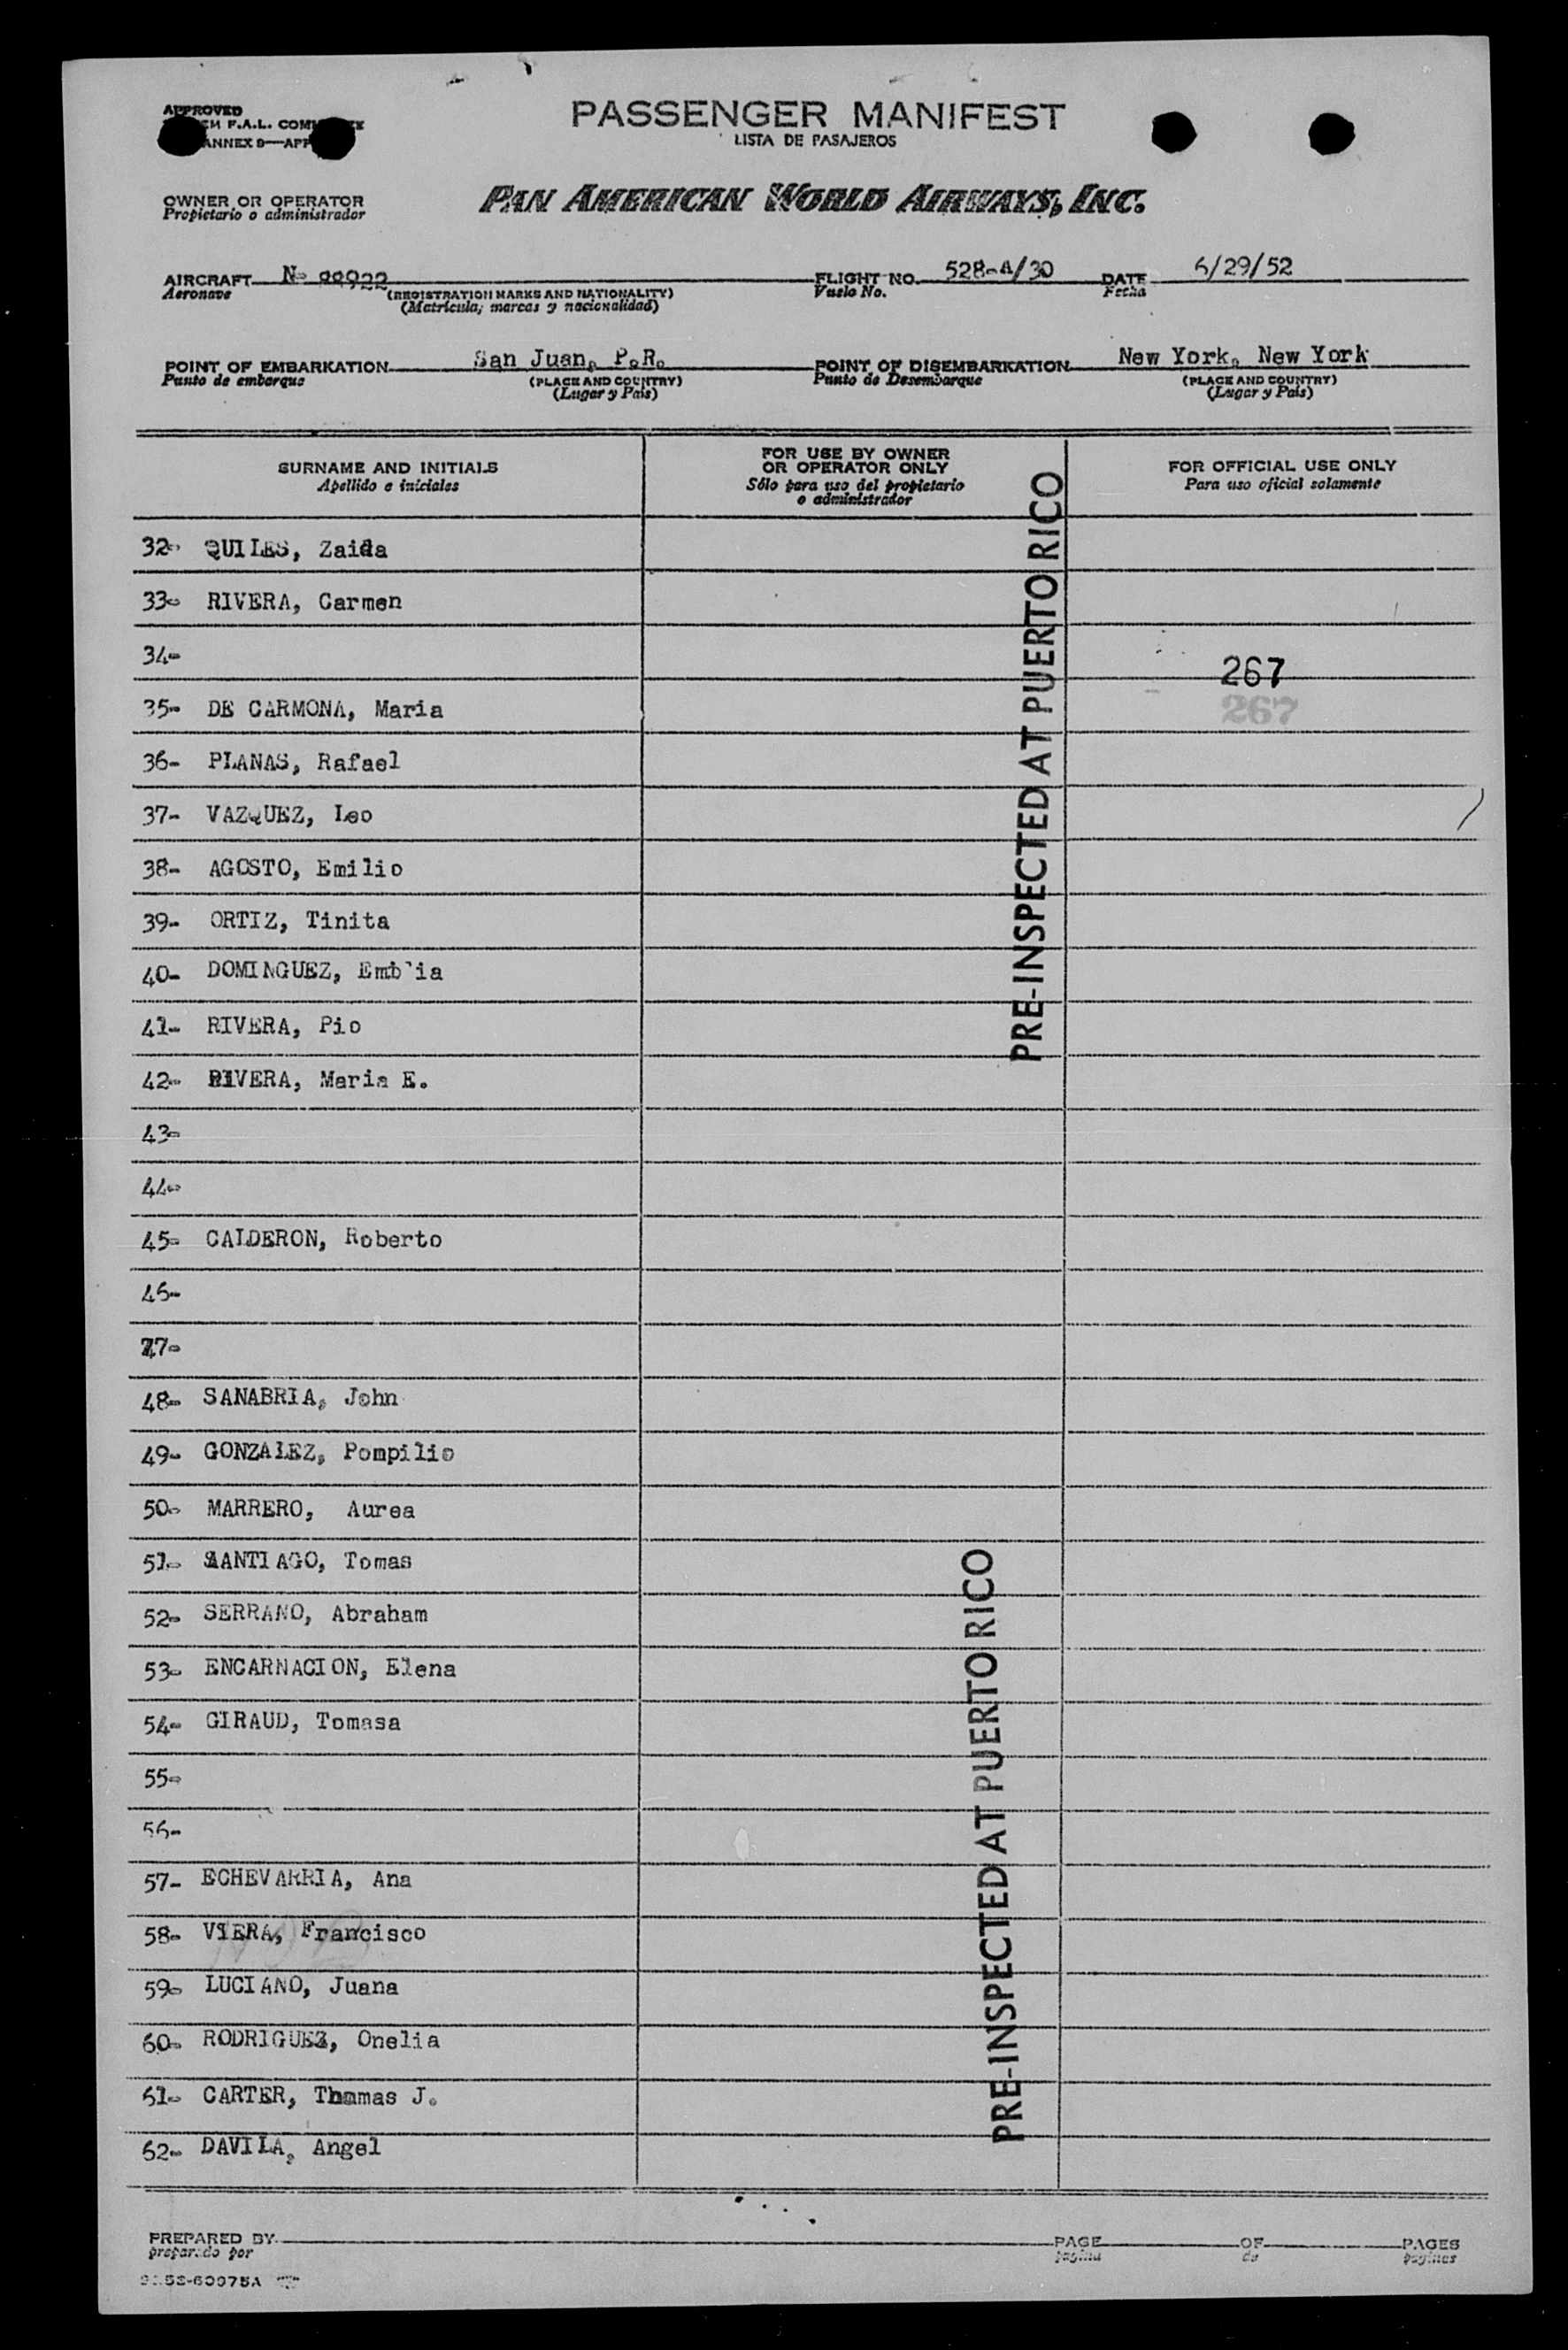 APPROVED
F.A.L.
ANNEX 9—APP
PASSENGER MANIFEST
LISTA DE PASAJEROS
OWNER OR OPERATOR
Propietario o administrador
PAN AMERICAN WORLD AIRWAYS, INC.
AIRCRAFT N- FLIGHT NO. 528-A/30 DATE 6/29/52
Aeronave (REGISTRATION MARKS AND NATIONALITY) Vuelo No. Fecha
(Matrícula; marcas y nacionalidad)
POINT OF EMBARKATION San Juan, P.R. POINT OF DISEMBARKATION New York, New York
Punto de embarque (PLACE AND COUNTRY) Punto de Desembarque (PLACE AND COUNTRY)
(Lugar y País) (Lugar y País)
SURNAME AND INITIALS
Apellido e iniciales
FOR USE BY OWNER
OR OPERATOR ONLY
Sólo para uso del propietario
o administrador
FOR OFFICIAL USE ONLY
Para uso oficial solamente
32- QUILES, Zaida
33- RIVERA, Carmen
34-
267
267
35- DE CARMONA, Maria
36- PLANAS, Rafael
37- VAZQUEZ, Leo
38- AGOSTO, Emilio
39- ORTIZ, Tinita
40- DOMINGUEZ,
41- RIVERA, Pio
42- RIVERA, Maria E.
43-
44-
45- CALDERON, Roberto
46-
47-
48- SANABRIA, John
49- GONZALEZ, Pompilio
50- MARRERO, Aurea
51- SANTIAGO, Tomas
52- SERRANO, Abraham
53- ENCARNACION, Elena
54- GIRAUD, Tomasa
55-
56-
57- ECHEVARRIA, Ana
58- VIERA, Francisco
59- LUCIANO, Juana
60- RODRIGUEZ, Onelia
61- CARTER, Thomas J.
62- DAVILA, Angel
PRE-INSPECTED AT PUERTO RICO
PRE-INSPECTED AT PUERTO RICO
PREPARED BY PAGE OF PAGES
preparado por página de páginas